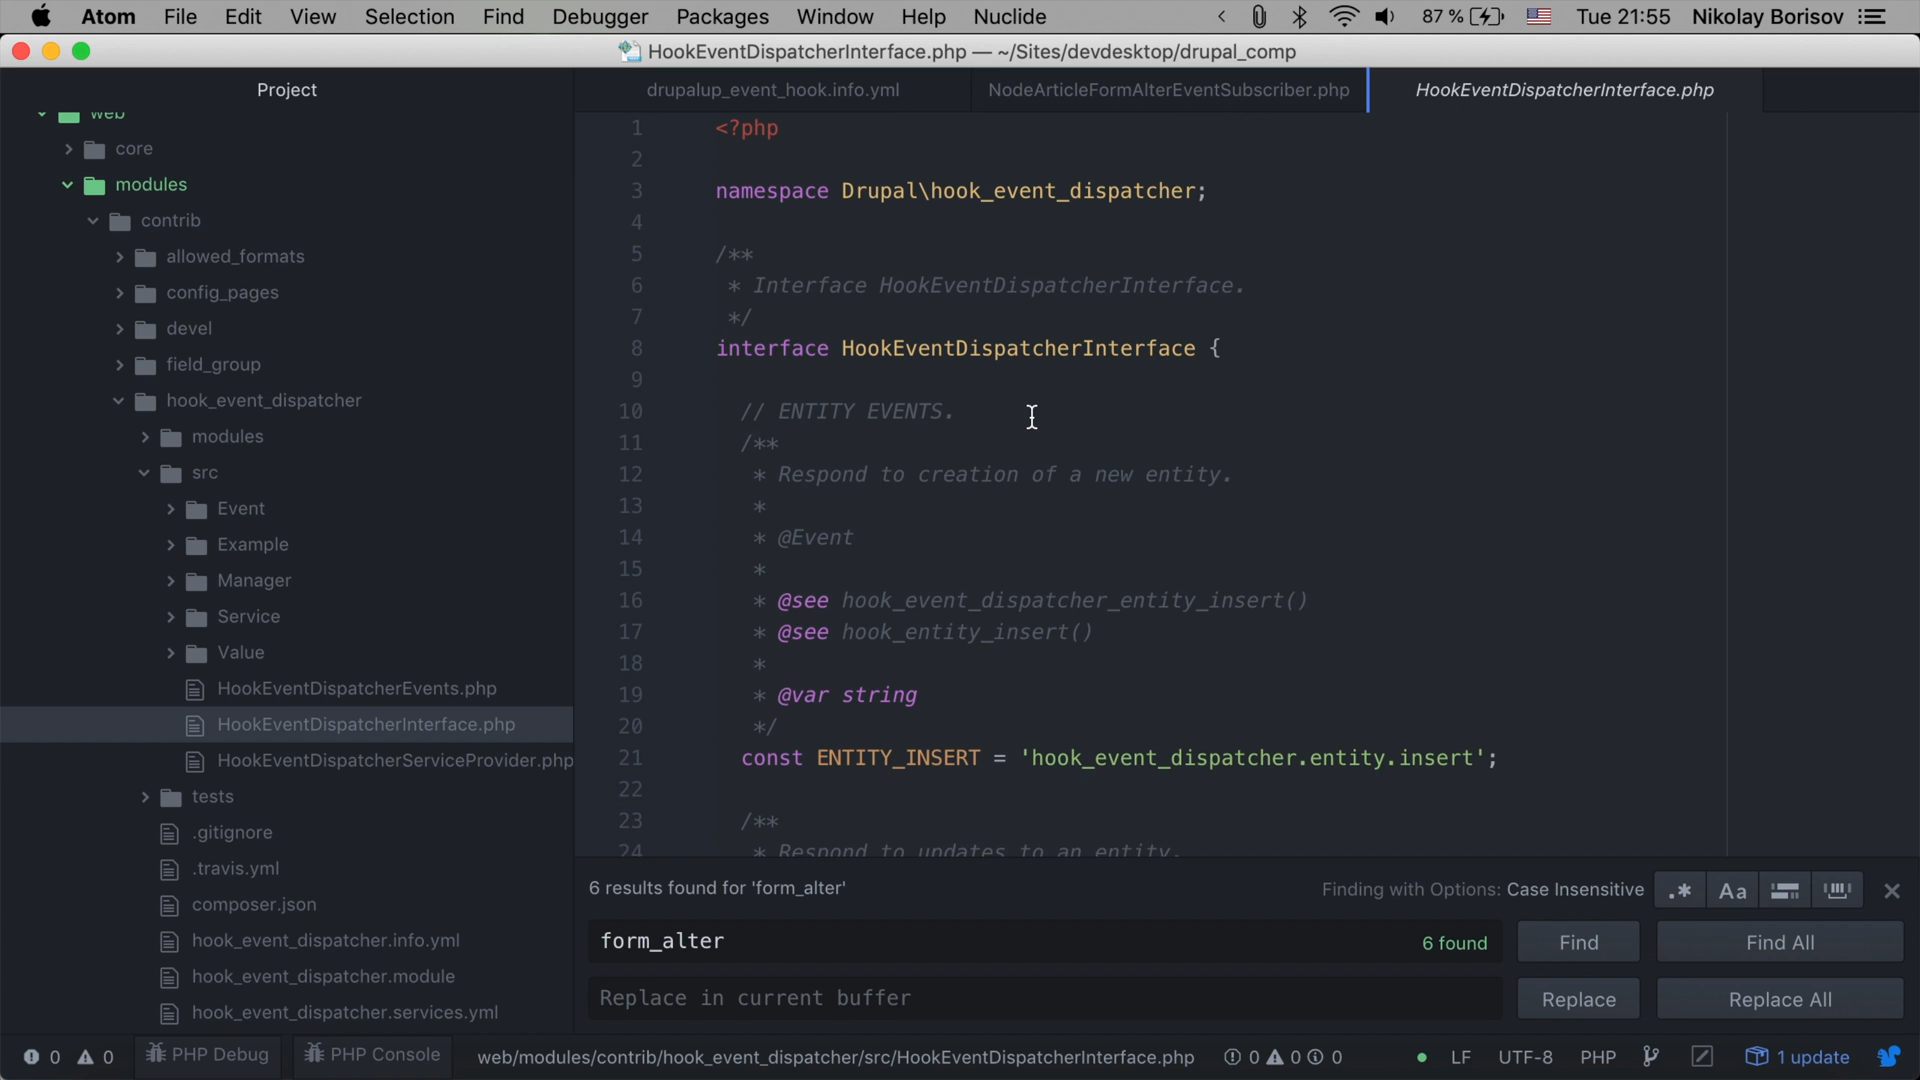 Atom File Edit View Selection Find Debugger Packages Window Help Nuclide 87 % Tue 21:55 Nikolay Borisov
HookEventDispatcherInterface.php — ~/Sites/devdesktop/drupal_comp
Project
drupalup_event_hook.info.yml NodeArticleFormAlterEventSubscriber.php HookEventDispatcherInterface.php
web
core
modules
contrib
allowed_formats
config_pages
devel
field_group
hook_event_dispatcher
modules
src
Event
Example
Manager
Service
Value
HookEventDispatcherEvents.php
HookEventDispatcherInterface.php
HookEventDispatcherServiceProvider.php
tests
.gitignore
.travis.yml
composer.json
hook_event_dispatcher.info.yml
hook_event_dispatcher.module
hook_event_dispatcher.services.yml
1 <?php
2
3 namespace Drupal\hook_event_dispatcher;
4
5 /**
6 * Interface HookEventDispatcherInterface.
7 */
8 interface HookEventDispatcherInterface {
9
10 // ENTITY EVENTS.
11 /**
12 * Respond to creation of a new entity.
13 *
14 * @Event
15 *
16 * @see hook_event_dispatcher_entity_insert()
17 * @see hook_entity_insert()
18 *
19 * @var string
20 */
21 const ENTITY_INSERT = 'hook_event_dispatcher.entity.insert';
22
23 /**
24 * Respond to updates to an entity.
6 results found for 'form_alter' Finding with Options: Case Insensitive .* Aa
form_alter 6 found Find Find All
Replace in current buffer Replace Replace All
0 0 PHP Debug PHP Console web/modules/contrib/hook_event_dispatcher/src/HookEventDispatcherInterface.php 0 0 0 LF UTF-8 PHP 1 update